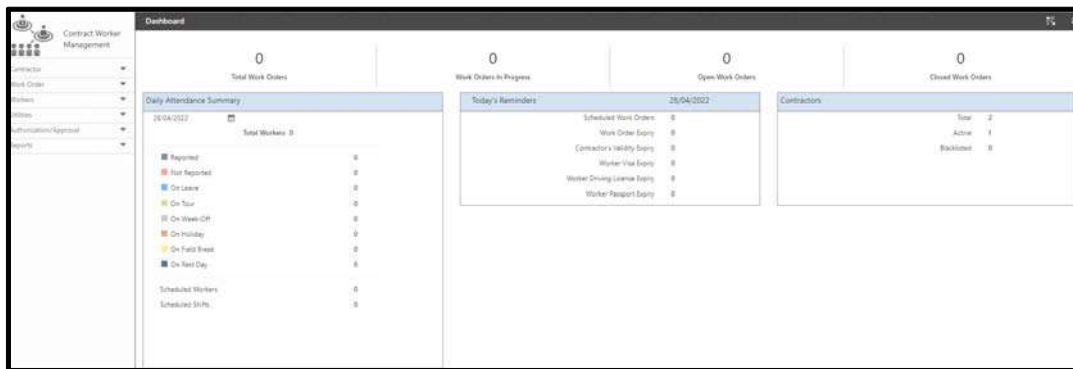 Contract Worker
Management
Contractor
Work Order
Workers
Utilities
Authorization/Approval
Reports
Dashboard
0
Total Work Orders
0
Work Orders In Progress
0
Open Work Orders
0
Closed Work Orders
Daily Attendance Summary
28/04/2022
Total Workers 0
Reported 0
Not Reported 0
On Leave 0
On Tour 0
On Week-Off 0
On Holiday 0
On Field Break 0
On Rest Day 0
Scheduled Workers 0
Scheduled Shifts 0
Today's Reminders 28/04/2022
Scheduled Work Orders 0
Work Order Expiry 0
Contractor's Validity Expiry 0
Worker Visa Expiry 0
Worker Driving License Expiry 0
Worker Passport Expiry 0
Contractors
Total 2
Active 1
Blacklisted 0